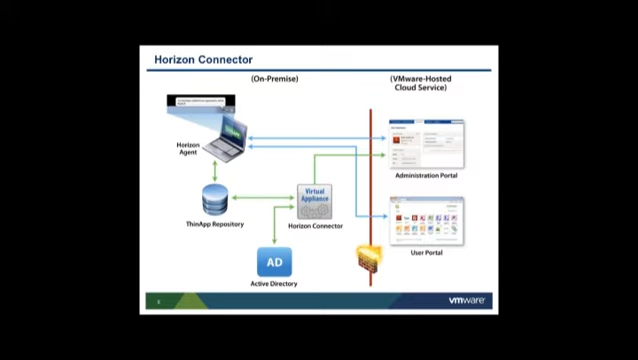 Horizon Connector
(On-Premise)
(VMware-Hosted
Cloud Service)
Horizon
Agent
Administration Portal
Virtual
Appliance
ThinApp Repository
Horizon Connector
User Portal
AD
Active Directory
vmware